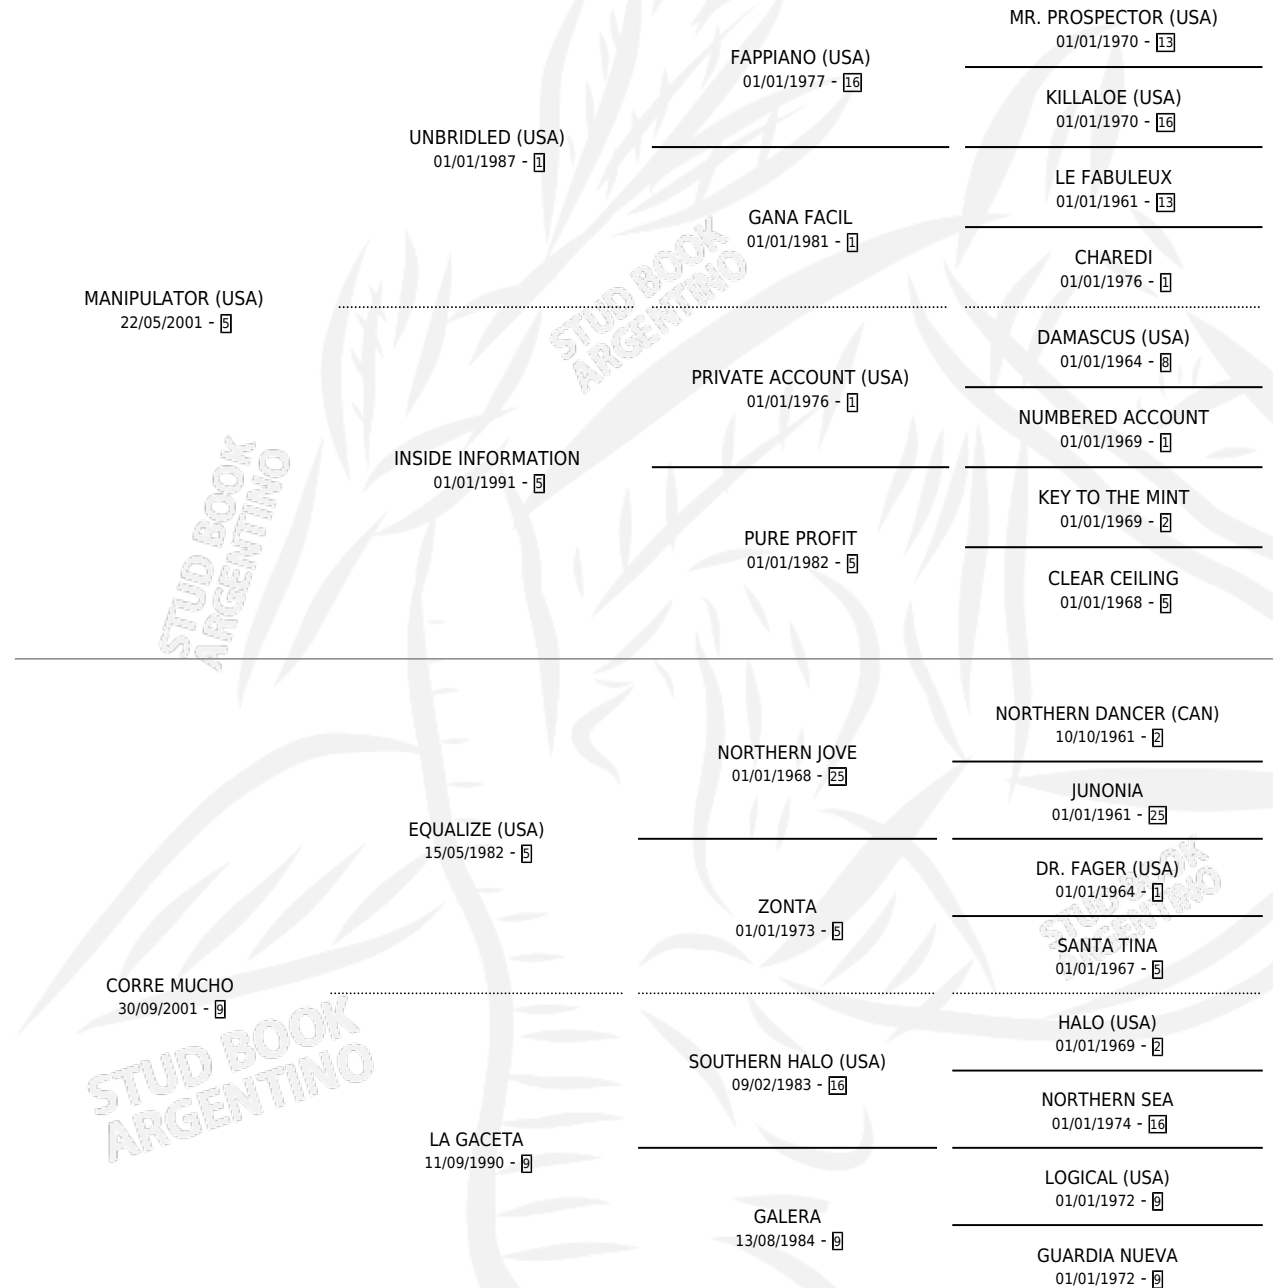 MR. PROSPECTOR (USA)
01/01/1970 - 13
FAPPIANO (USA)
01/01/1977 - 16
KILLALOE (USA)
01/01/1970 - 16
UNBRIDLED (USA)
01/01/1987 - 1
LE FABULEUX
01/01/1961 - 13
GANA FACIL
01/01/1981 - 1
CHAREDI
01/01/1976 - 1
MANIPULATOR (USA)
22/05/2001 - 5
STUD BOOK
ARGENTINO
DAMASCUS (USA)
01/01/1964 - 8
PRIVATE ACCOUNT (USA)
01/01/1976 - 1
NUMBERED ACCOUNT
01/01/1969 - 1
INSIDE INFORMATION
01/01/1991 - 5
KEY TO THE MINT
01/01/1969 - 2
PURE PROFIT
01/01/1982 - 5
CLEAR CEILING
01/01/1968 - 5
STUD BOOK
ARGENTINO
NORTHERN DANCER (CAN)
10/10/1961 - 2
NORTHERN JOVE
01/01/1968 - 25
JUNONIA
01/01/1961 - 25
EQUALIZE (USA)
15/05/1982 - 5
DR. FAGER (USA)
01/01/1964 - 1
ZONTA
01/01/1973 - 5
SANTA TINA
01/01/1967 - 5
STUD BOOK
ARGENTINO
CORRE MUCHO
30/09/2001 - 9
HALO (USA)
01/01/1969 - 2
SOUTHERN HALO (USA)
09/02/1983 - 16
NORTHERN SEA
01/01/1974 - 16
STUD BOOK
ARGENTINO
LA GACETA
11/09/1990 - 9
LOGICAL (USA)
01/01/1972 - 9
GALERA
13/08/1984 - 9
GUARDIA NUEVA
01/01/1972 - 9